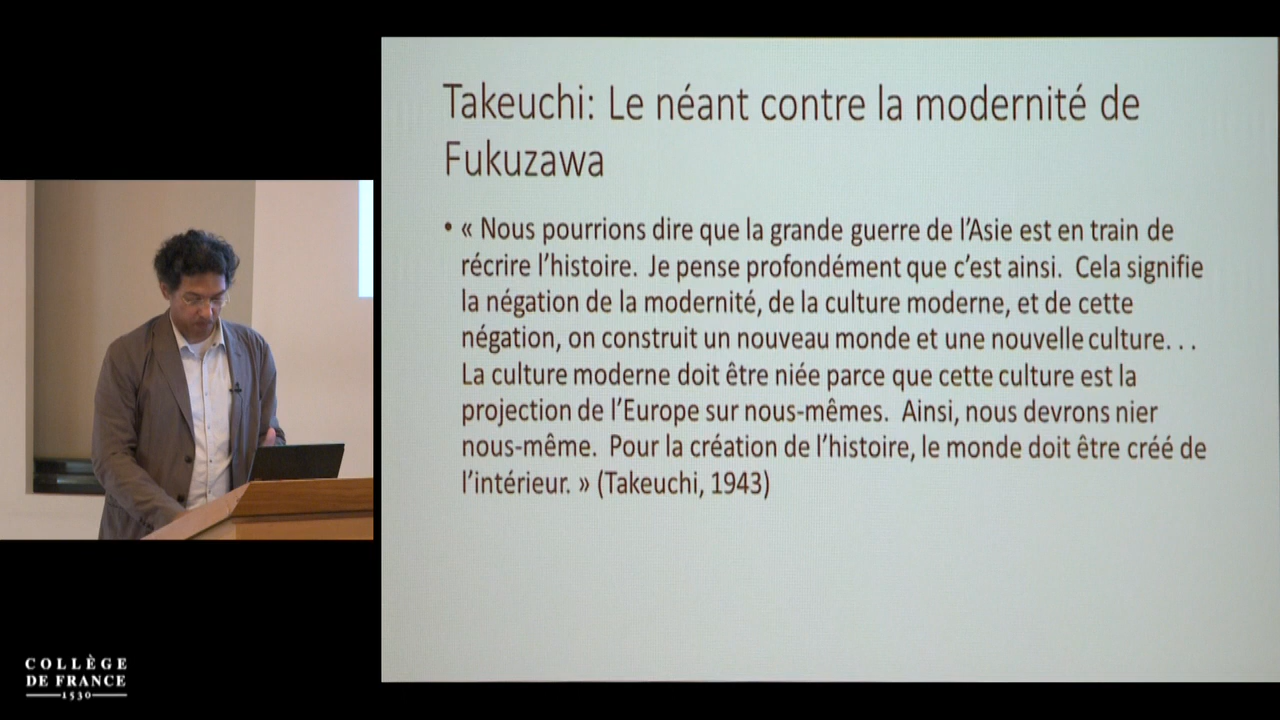 Takeuchi: Le néant contre la modernité de
Fukuzawa
• « Nous pourrions dire que la grande guerre de l'Asie est en train de
récrire l'histoire. Je pense profondément que c'est ainsi. Cela signifie
la négation de la modernité, de la culture moderne, et de cette
négation, on construit un nouveau monde et une nouvelle culture. . .
La culture moderne doit être niée parce que cette culture est la
projection de l'Europe sur nous-mêmes. Ainsi, nous devrons nier
nous-même. Pour la création de l'histoire, le monde doit être créé de
l'intérieur. » (Takeuchi, 1943)
COLLÈGE
DE FRANCE
1530